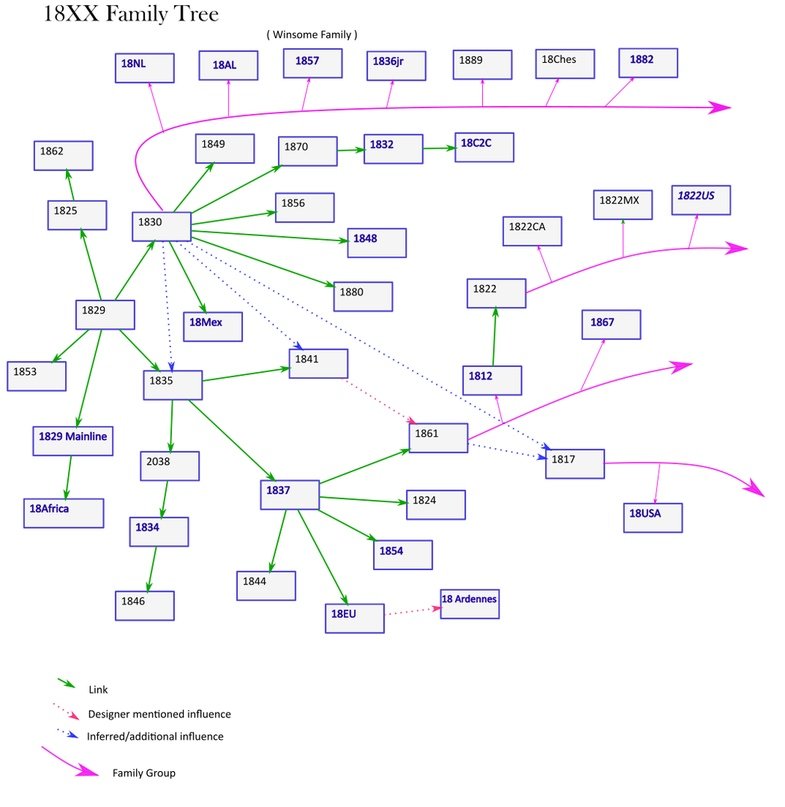 18XX Family Tree
( Winsome Family )
18NL
18AL
1857
1836jr
1889
18Ches
1882
1862
1849
1870
1832
18C2C
1825
1830
1856
1848
1822CA
1822MX
1822US
1829
1880
18Mex
1822
1853
1835
1841
1812
1867
1829 Mainline
2038
1861
1817
18Africa
1834
1837
1824
18USA
1854
1846
1844
18EU
18 Ardennes
Link
Designer mentioned influence
Inferred/additional influence
Family Group